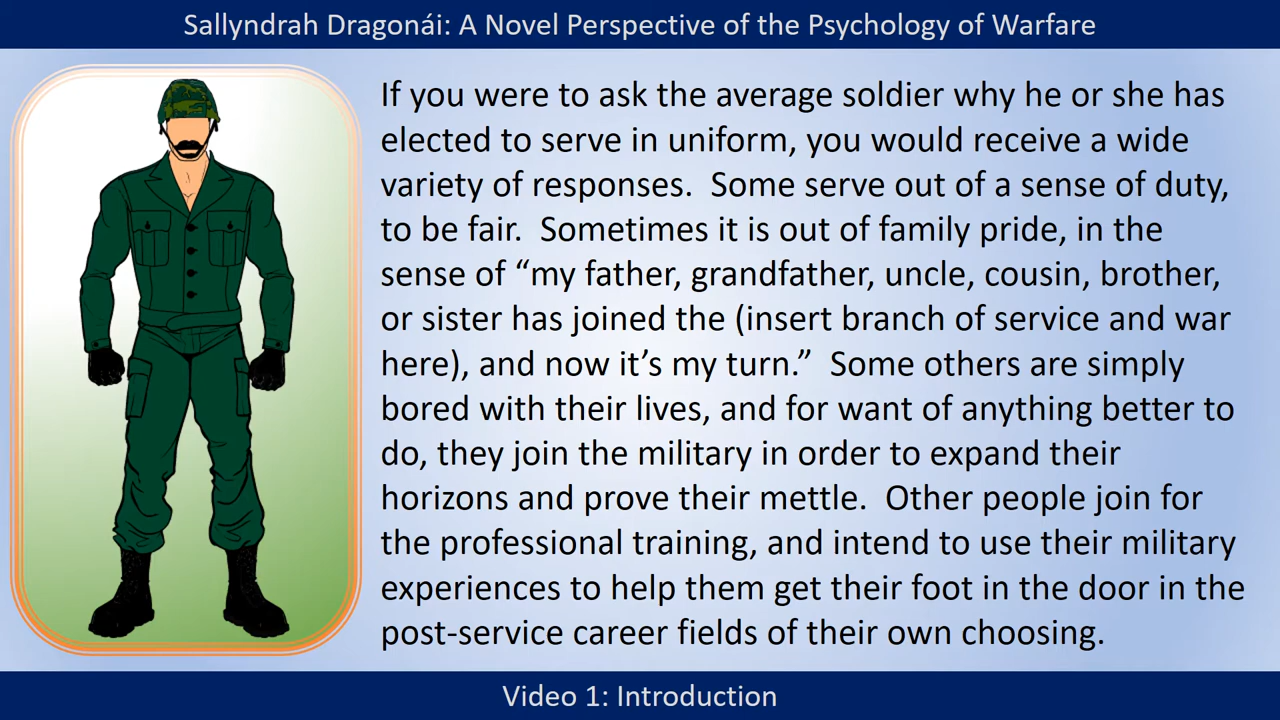 Sallyndrah Dragonái: A Novel Perspective of the Psychology of Warfare
If you were to ask the average soldier why he or she has
elected to serve in uniform, you would receive a wide
variety of responses.  Some serve out of a sense of duty,
to be fair.  Sometimes it is out of family pride, in the
sense of “my father, grandfather, uncle, cousin, brother,
or sister has joined the (insert branch of service and war
here), and now it’s my turn.”  Some others are simply
bored with their lives, and for want of anything better to
do, they join the military in order to expand their
horizons and prove their mettle.  Other people join for
the professional training, and intend to use their military
experiences to help them get their foot in the door in the
post-service career fields of their own choosing.
Video 1: Introduction